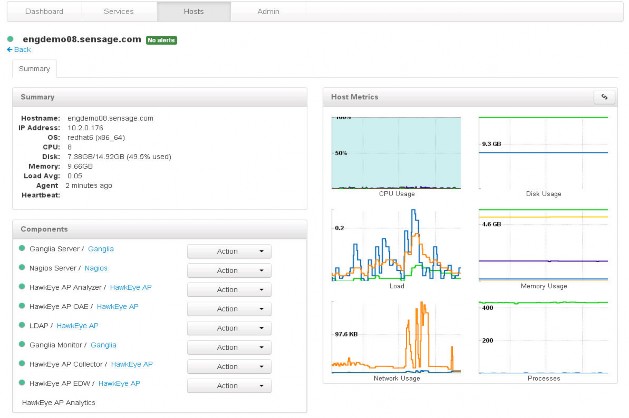 Dashboard Services Hosts Admin
engdemo08.sensage.com No alerts
← Back
Summary
Summary
Hostname: engdemo08.sensage.com
IP Address: 10.2.0.176
OS: redhat6 (x86_64)
CPU: 8
Disk: 7.38GB/14.92GB (49.5% used)
Memory: 9.66GB
Load Avg: 0.05
Agent Heartbeat: 2 minutes ago
Components
Ganglia Server / Ganglia Action
Nagios Server / Nagios Action
HawkEye AP Analyzer / HawkEye AP Action
HawkEye AP DAE / HawkEye AP Action
LDAP / HawkEye AP Action
Ganglia Monitor / Ganglia Action
HawkEye AP Collector / HawkEye AP Action
HawkEye AP EDW / HawkEye AP Action
HawkEye AP Analytics
Host Metrics
100%
50%
CPU Usage
9.3 GB
Disk Usage
0.2
Load
4.6 GB
Memory Usage
97.6 KB
Network Usage
400
200
Processes